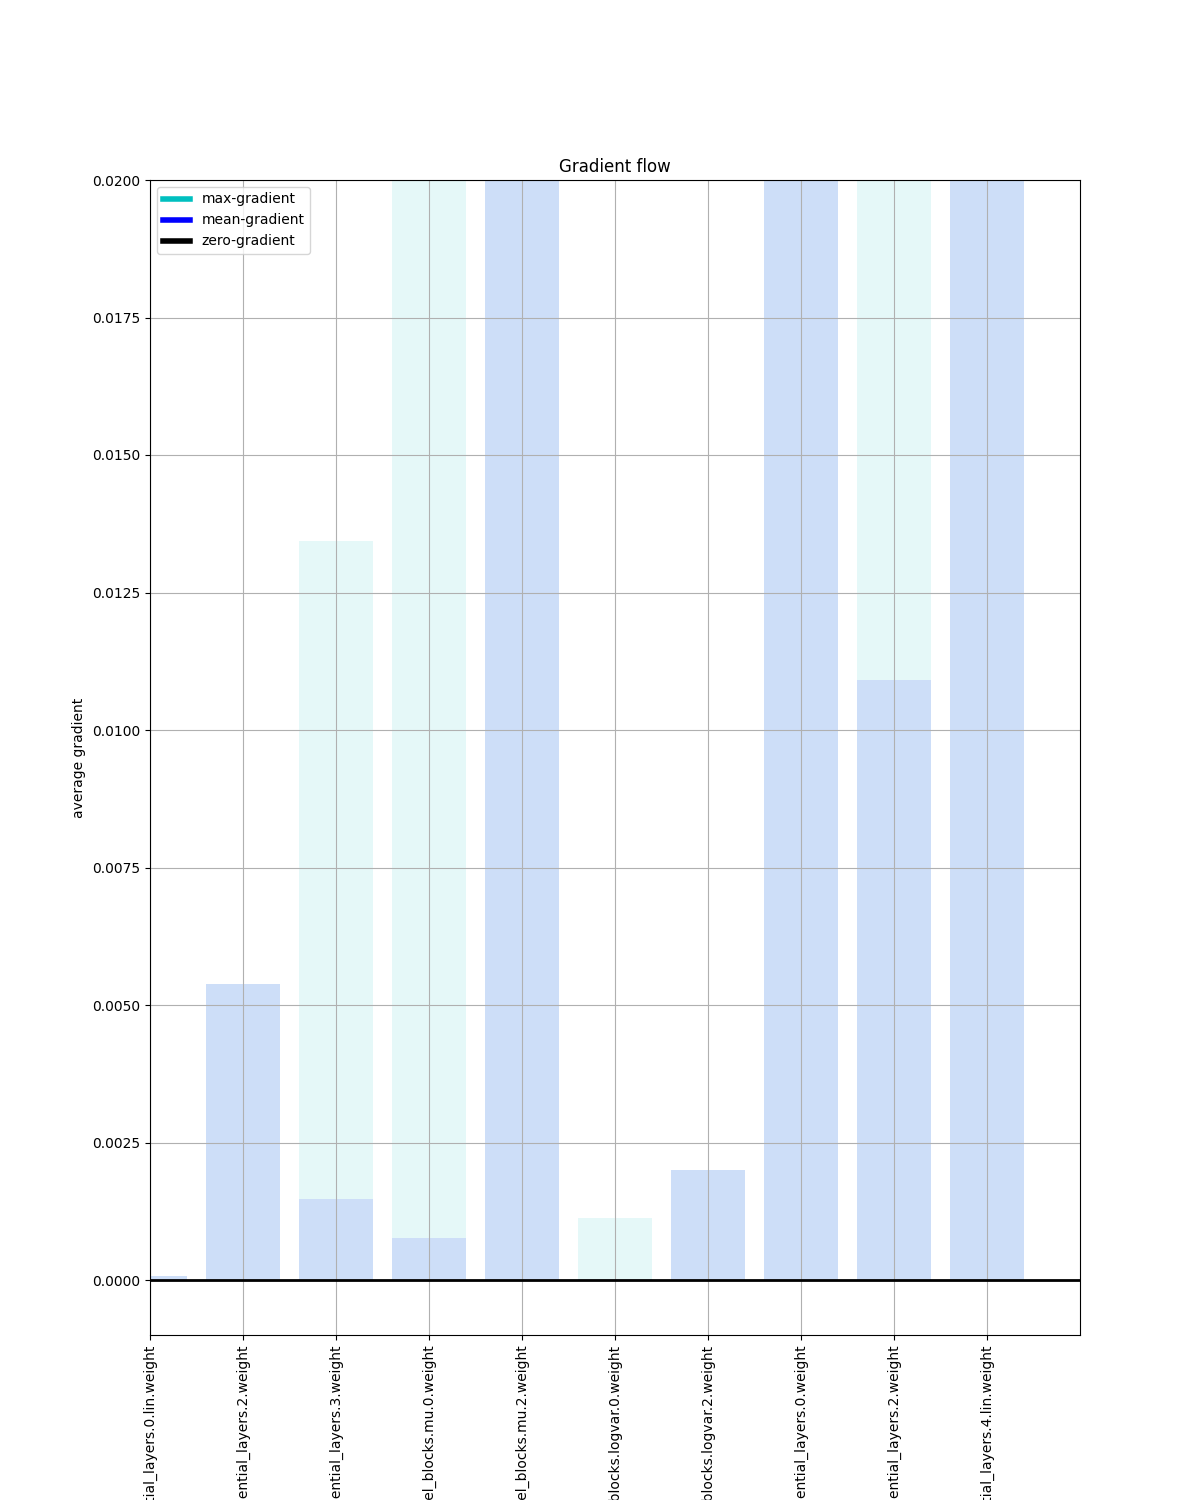 Gradient flow
max-gradient
mean-gradient
zero-gradient
0.0200
0.0175
0.0150
0.0125
0.0100
0.0075
0.0050
0.0025
0.0000
average gradient
tial_layers.0.lin.weight
ential_layers.2.weight
ential_layers.3.weight
el_blocks.mu.0.weight
el_blocks.mu.2.weight
blocks.logvar.0.weight
blocks.logvar.2.weight
ential_layers.0.weight
ential_layers.2.weight
tial_layers.4.lin.weight